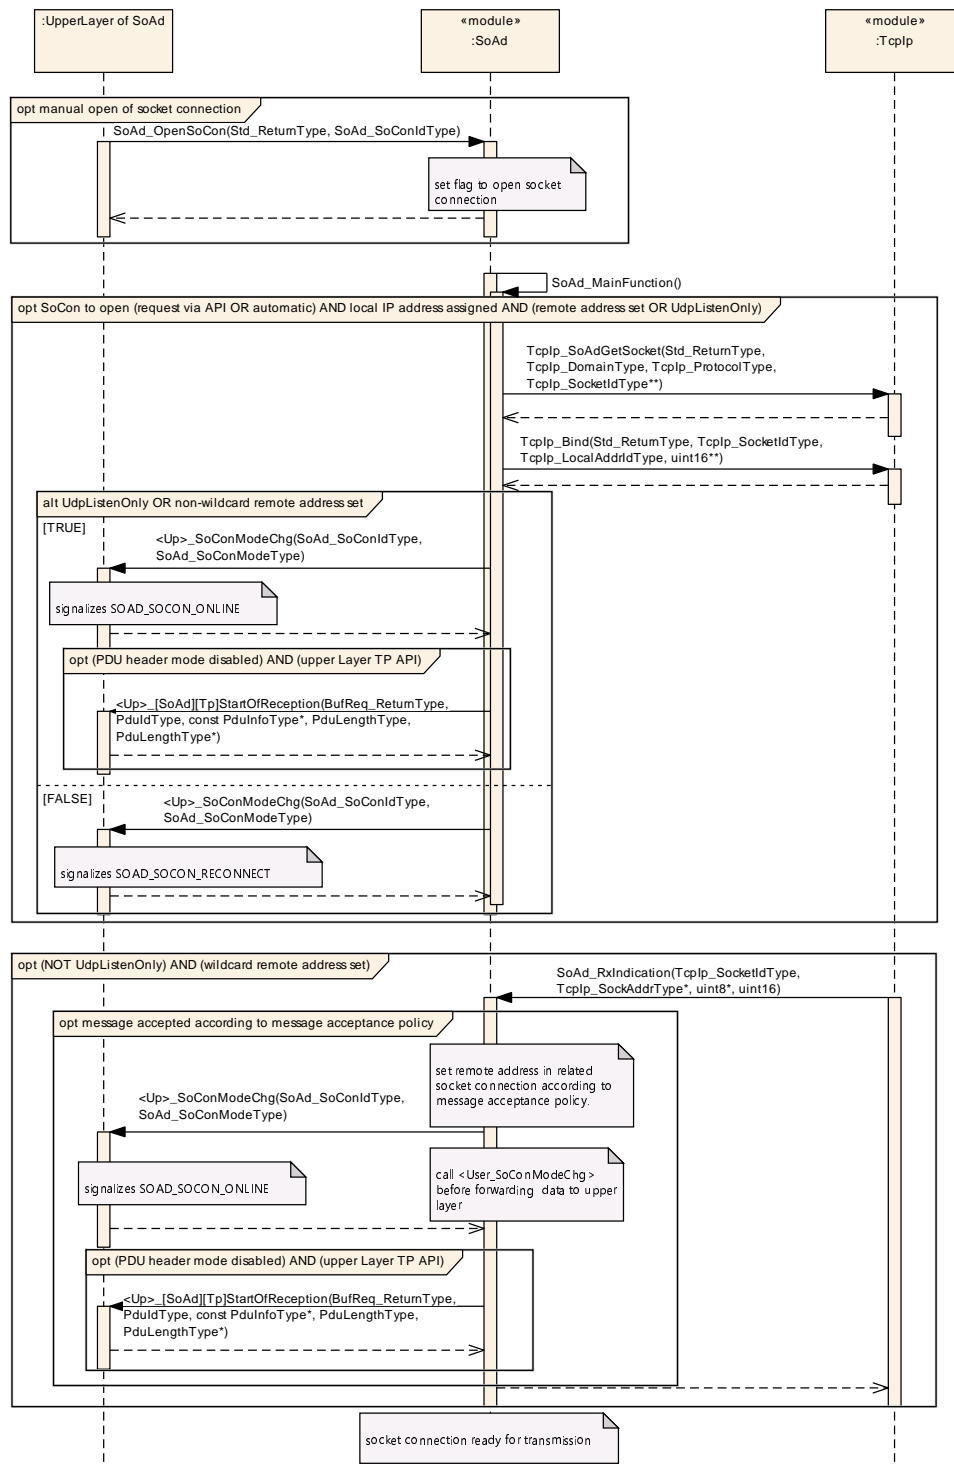 :UpperLayer of SoAd
«module»
:SoAd
«module»
:TcpIp
opt manual open of socket connection
SoAd_OpenSoCon(Std_ReturnType, SoAd_SoConIdType)
set flag to open socket
connection
SoAd_MainFunction()
opt SoCon to open (request via API OR automatic) AND local IP address assigned AND (remote address set OR UdpListenOnly)
TcpIp_SoAdGetSocket(Std_ReturnType,
TcpIp_DomainType, TcpIp_ProtocolType,
TcpIp_SocketIdType**)
TcpIp_Bind(Std_ReturnType, TcpIp_SocketIdType,
TcpIp_LocalAddrIdType, uint16**)
alt UdpListenOnly OR non-wildcard remote address set
[TRUE]
<Up>_SoConModeChg(SoAd_SoConIdType,
SoAd_SoConModeType)
signalizes SOAD_SOCON_ONLINE
opt (PDU header mode disabled) AND (upper Layer TP API)
<Up>_[SoAd][Tp]StartOfReception(BufReq_ReturnType,
PduIdType, const PduInfoType*, PduLengthType,
PduLengthType*)
[FALSE]
<Up>_SoConModeChg(SoAd_SoConIdType,
SoAd_SoConModeType)
signalizes SOAD_SOCON_RECONNECT
opt (NOT UdpListenOnly) AND (wildcard remote address set)
SoAd_RxIndication(TcpIp_SocketIdType,
TcpIp_SockAddrType*, uint8*, uint16)
opt message accepted according to message acceptance policy
set remote address in related
socket connection according to
message acceptance policy.
<Up>_SoConModeChg(SoAd_SoConIdType,
SoAd_SoConModeType)
call <User_SoConModeChg>
before forwarding data to upper
layer
signalizes SOAD_SOCON_ONLINE
opt (PDU header mode disabled) AND (upper Layer TP API)
<Up>_[SoAd][Tp]StartOfReception(BufReq_ReturnType,
PduIdType, const PduInfoType*, PduLengthType,
PduLengthType*)
socket connection ready for transmission